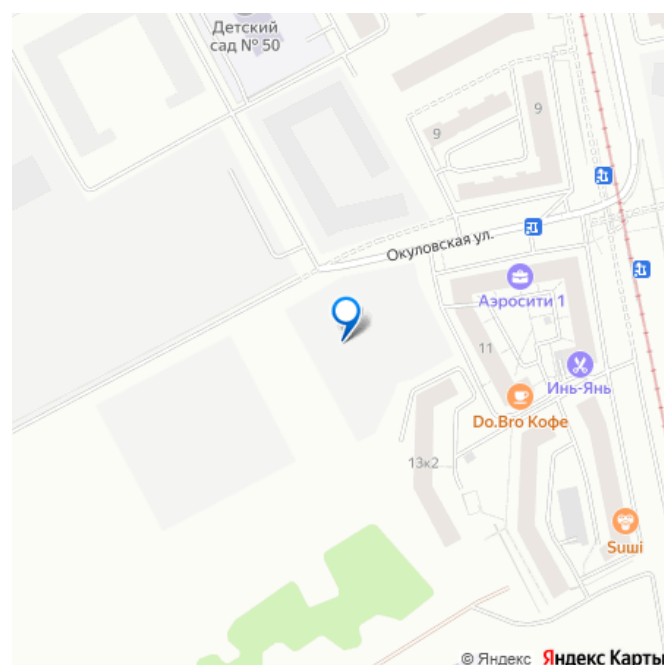 Детский
сад № 50
9
9
Окуловская ул.
Аэросити 1
11
Инь-Янь
Do.Bro Кофе
13к2
Suшi
© Яндекс Яндекс Карты